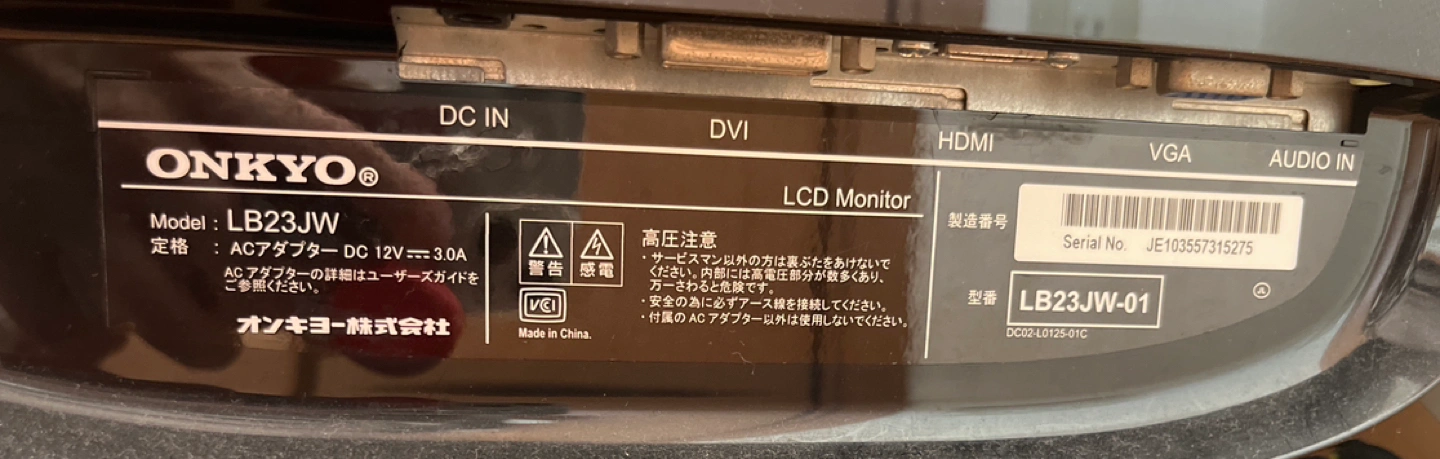 DC IN
DVI
HDMI
VGA
AUDIO IN
ONKYO®
LCD Monitor
Model : LB23JW
定格 : ACアダプター DC 12V⎓3.0A
ACアダプターの詳細はユーザーズガイドを
ご参照ください。
オンキヨー株式会社
警告
感電
VCI
Made in China.
高圧注意
・サービスマン以外の方は裏ぶたをあけないで
ください。内部には高電圧部分が数多くあり、
万一さわると危険です。
・安全の為に必ずアース線を接続してください。
・付属の AC アダプター以外は使用しないでください。
製造番号
Serial No. JE103557315275
型番
LB23JW-01
DC02-L0125-01C